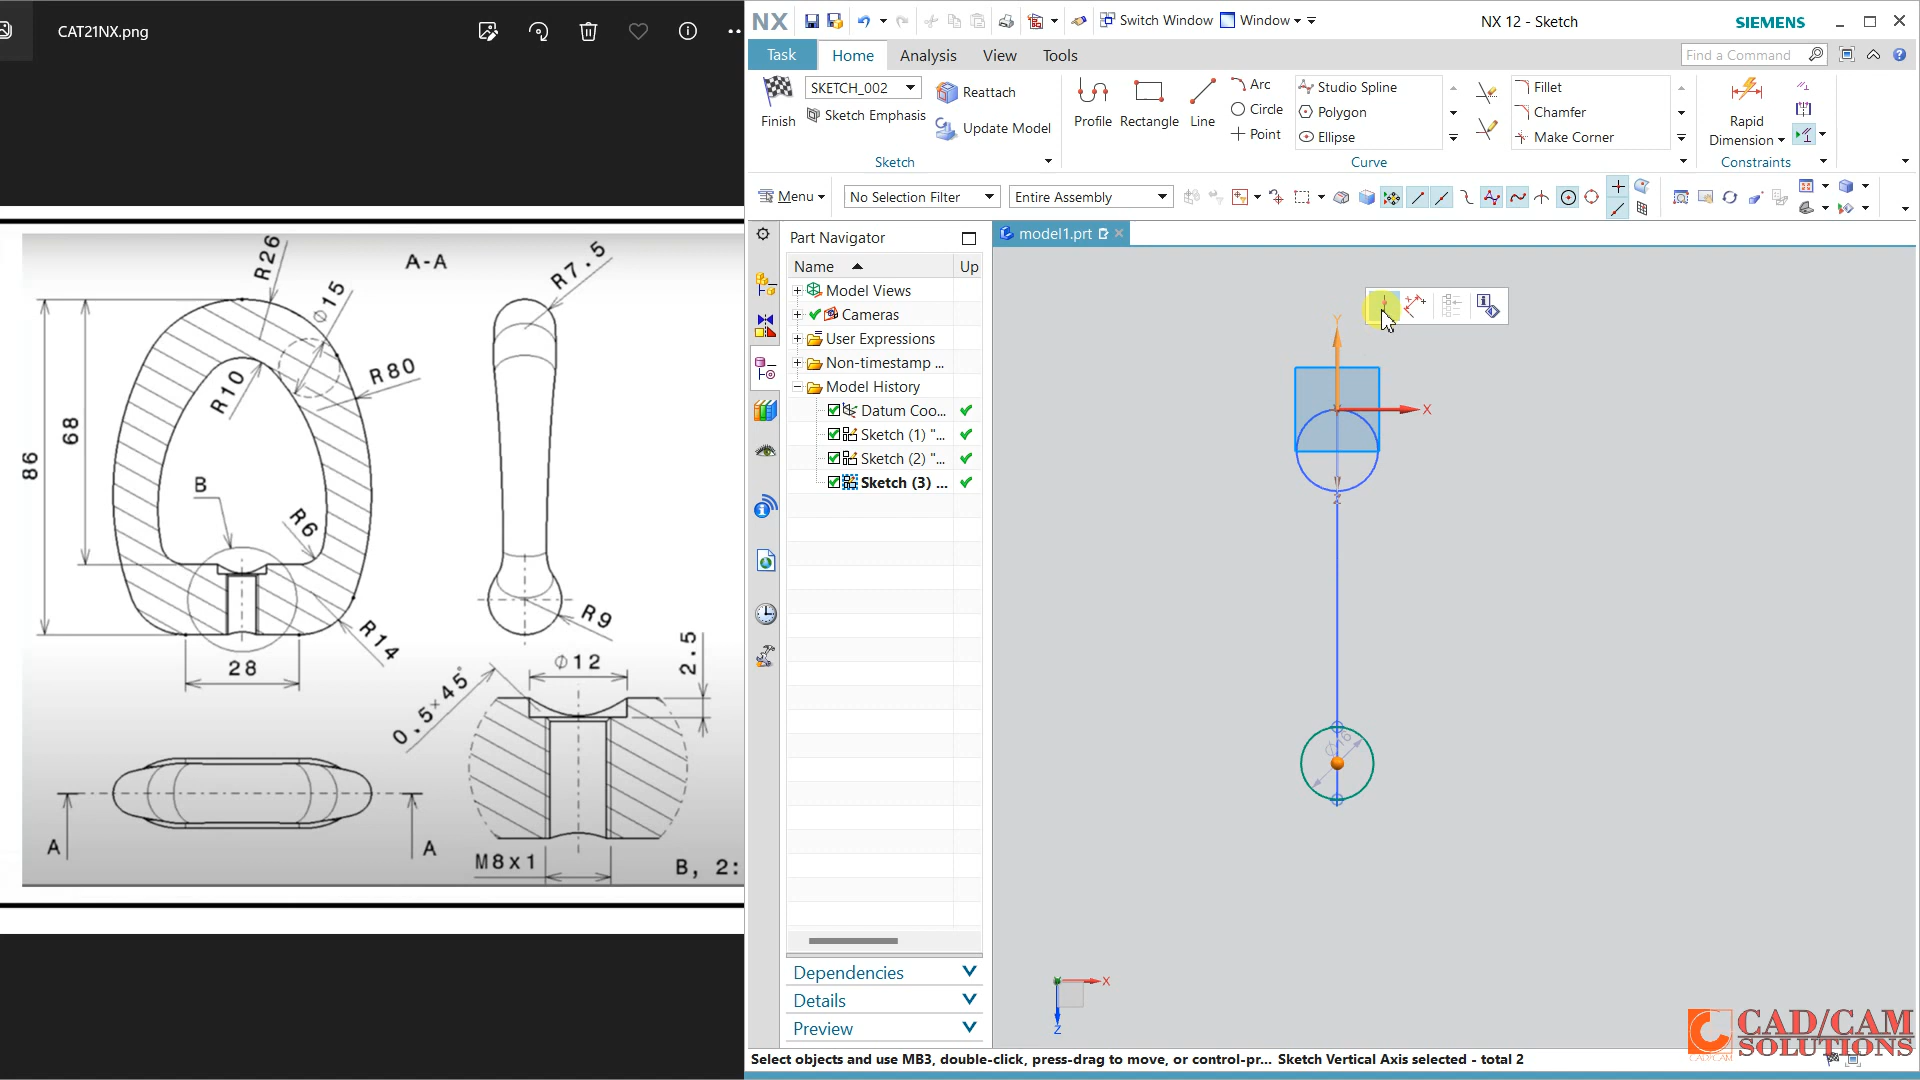 CAT21NX.png
NX
Switch Window
Window
NX 12 - Sketch
SIEMENS
Task
Home
Analysis
View
Tools
Find a Command
Finish
SKETCH_002
Sketch Emphasis
Reattach
Update Model
Profile
Rectangle
Line
Arc
Circle
Point
Studio Spline
Polygon
Ellipse
Fillet
Chamfer
Make Corner
Rapid
Dimension
Sketch
Curve
Constraints
Menu
No Selection Filter
Entire Assembly
Part Navigator
model1.prt
Name
Up
Model Views
Cameras
User Expressions
Non-timestamp ...
Model History
Datum Coo...
Sketch (1) "...
Sketch (2) "...
Sketch (3) ...
Dependencies
Details
Preview
A-A
R26
Φ15
R7.5
R10
R80
68
86
B
R6
R9
R14
28
Φ12
2.5
0.5×45°
M8x1
A
A
B, 2:
Y
X
Z
Φ16
X
Z
CAD/CAM
SOLUTIONS
Select objects and use MB3, double-click, press-drag to move, or control-pr... Sketch Vertical Axis selected - total 2